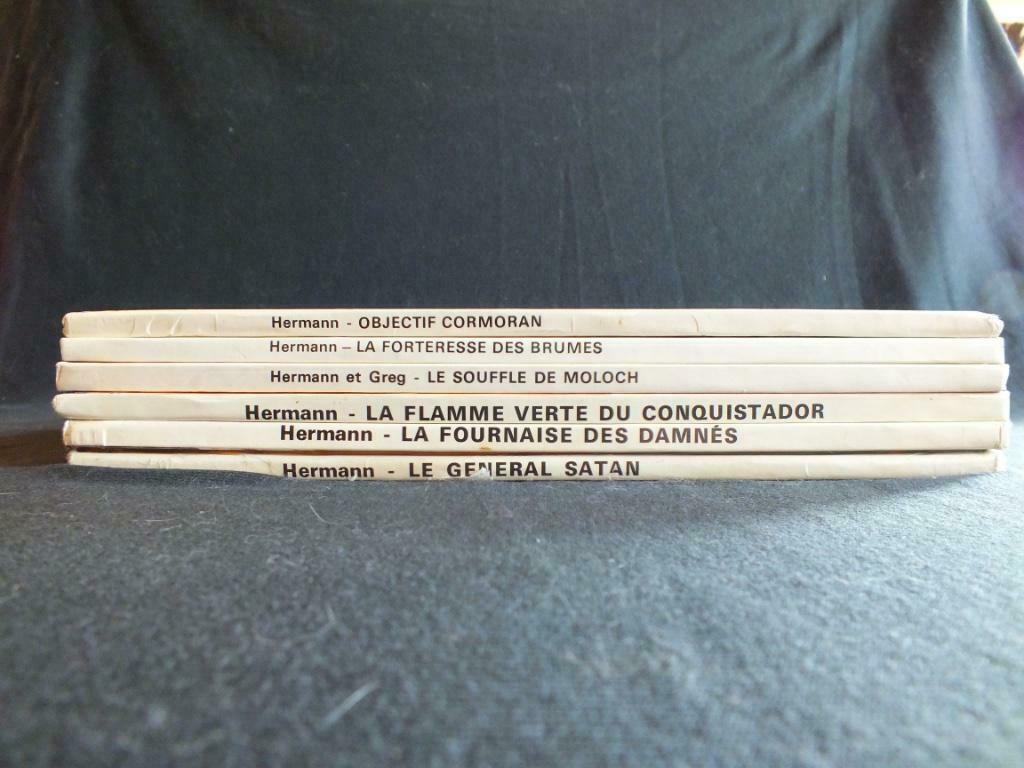 Hermann - OBJECTIF CORMORAN
Hermann – LA FORTERESSE DES BRUMES
Hermann et Greg - LE SOUFFLE DE MOLOCH
Hermann - LA FLAMME VERTE DU CONQUISTADOR
Hermann - LA FOURNAISE DES DAMNÉS
Hermann - LE GENERAL SATAN